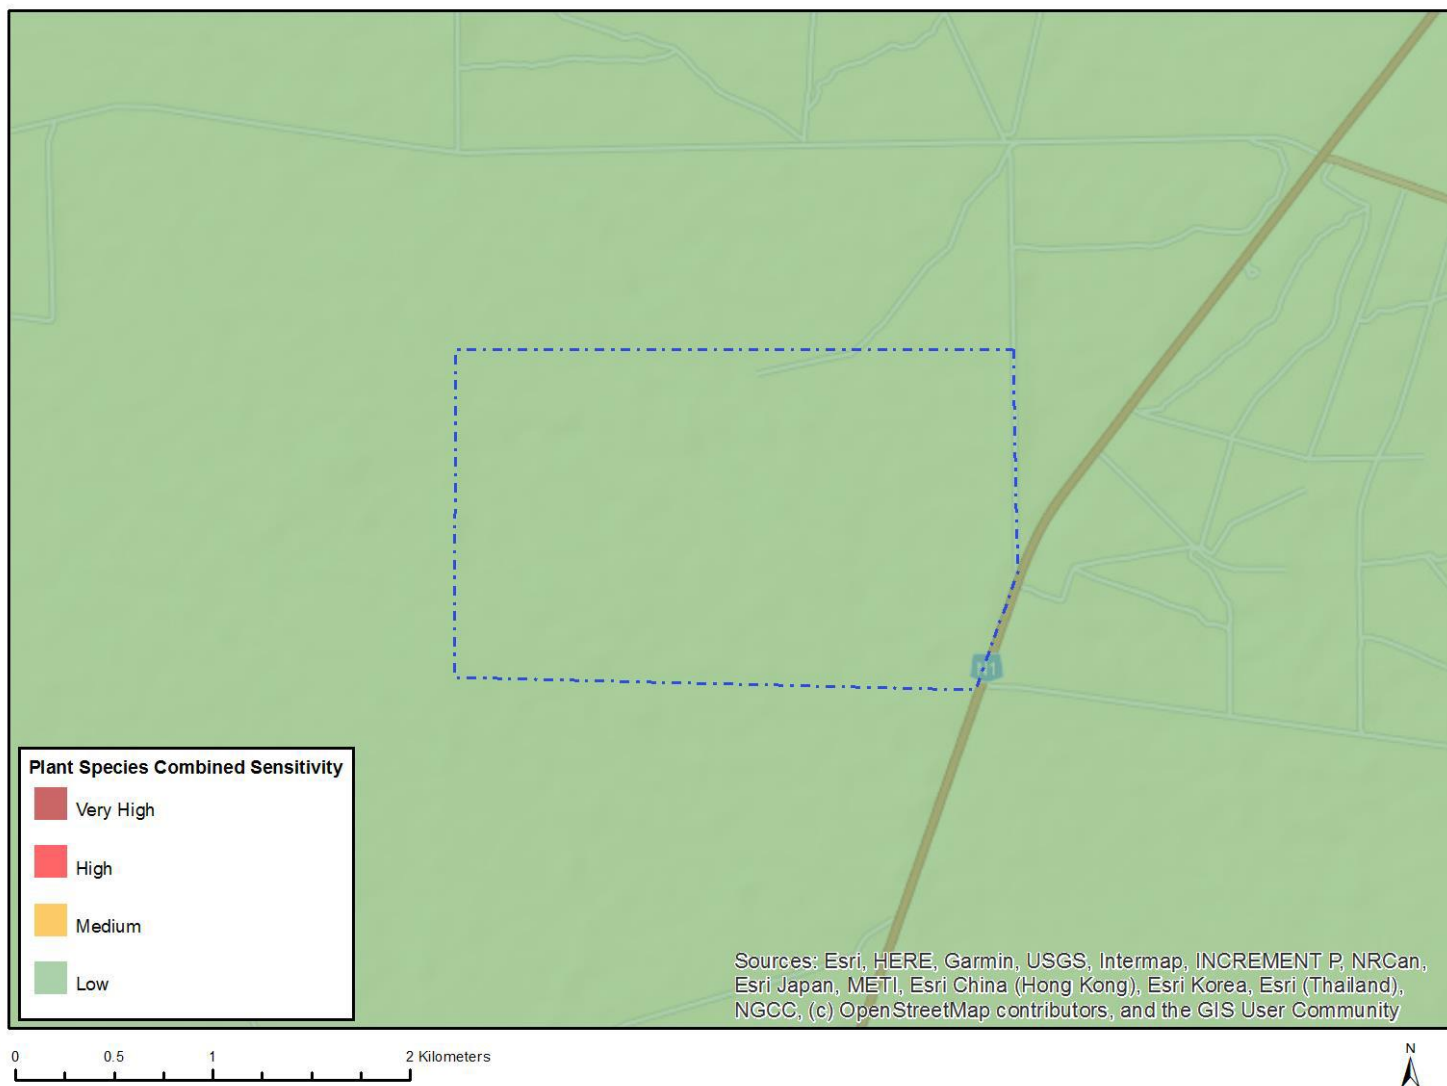 Plant Species Combined Sensitivity
Very High
High
Medium
Low
Sources: Esri, HERE, Garmin, USGS, Intermap, INCREMENT P, NRCan,
Esri Japan, METI, Esri China (Hong Kong), Esri Korea, Esri (Thailand),
NGCC, (c) OpenStreetMap contributors, and the GIS User Community
0 0.5 1 2 Kilometers
N